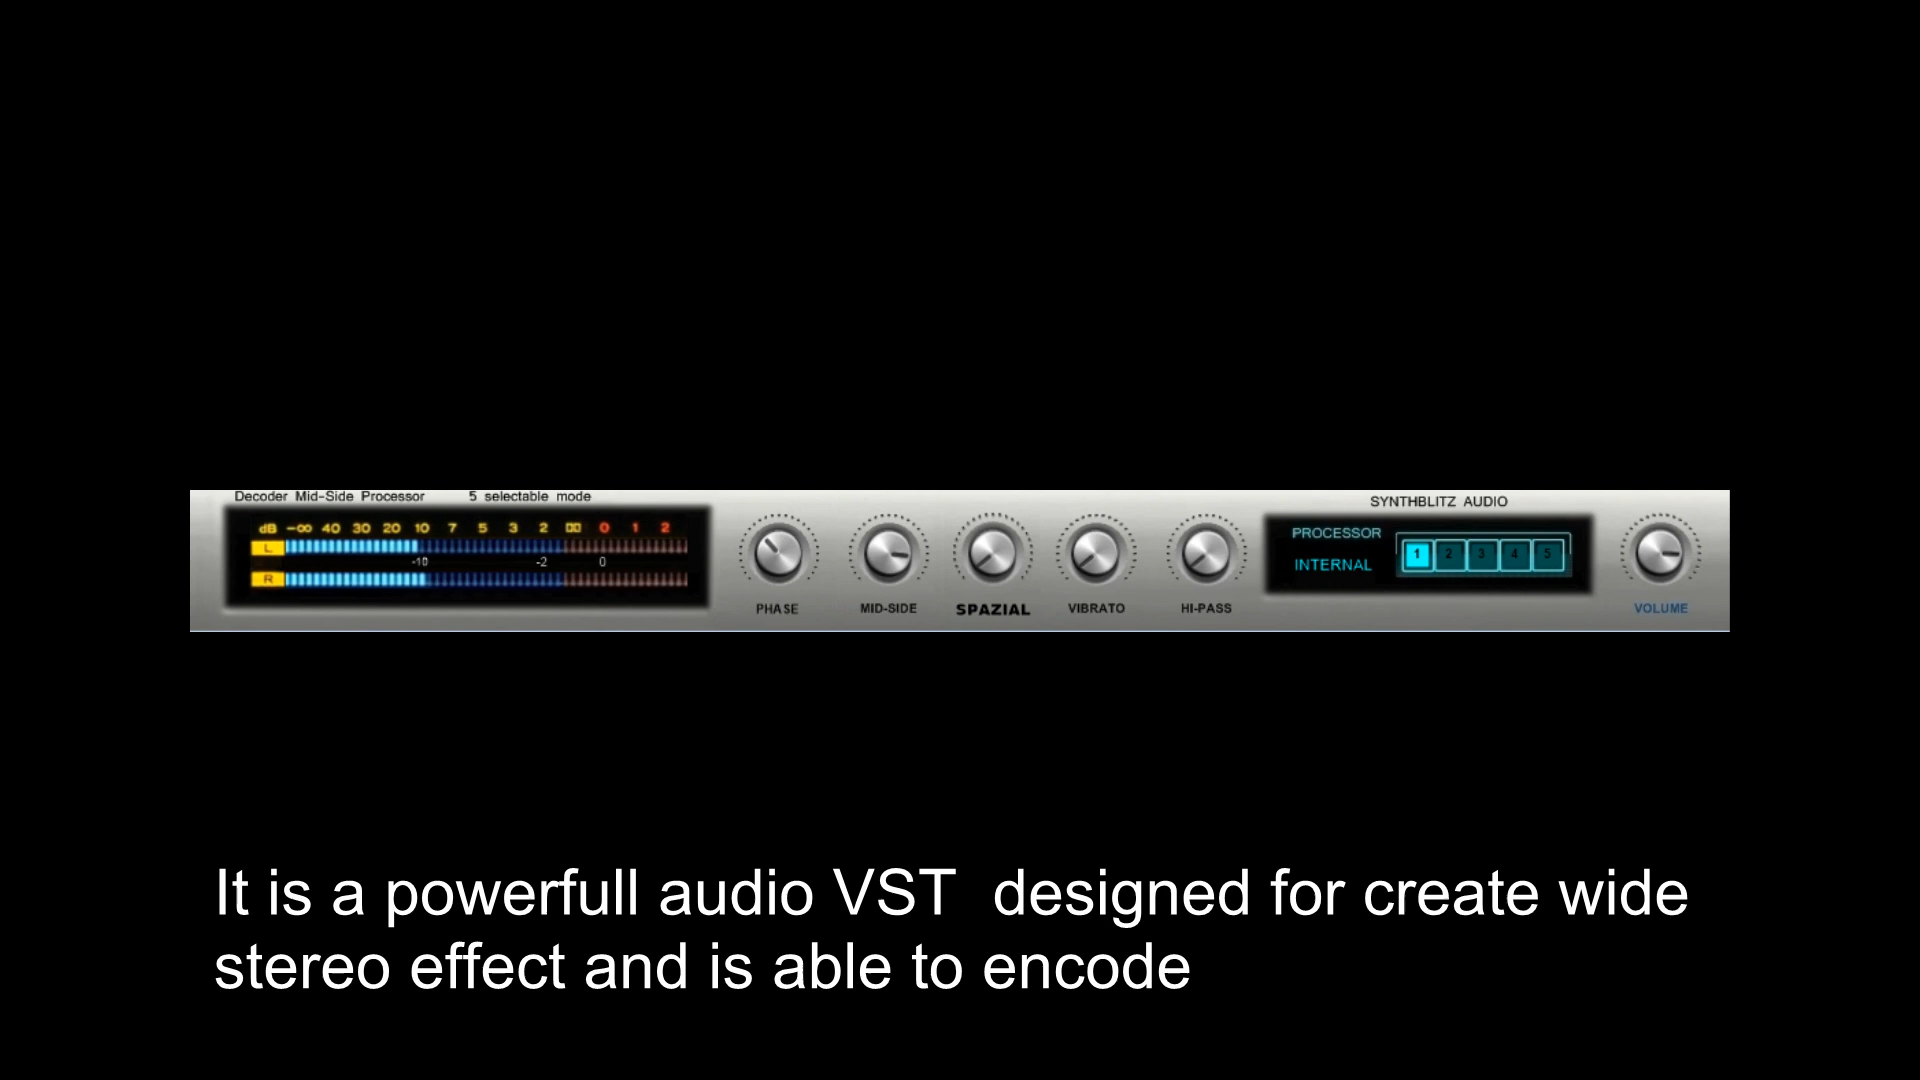 Decoder Mid-Side Processor 5 selectable mode
SYNTHBLITZ AUDIO
dB -∞ 40 30 20 10 7 5 3 2 0 1 2
L
-10 -2 0
R
PHASE MID-SIDE SPAZIAL VIBRATO HI-PASS
PROCESSOR
INTERNAL
1 2 3 4 5
VOLUME
It is a powerfull audio VST  designed for create wide
stereo effect and is able to encode